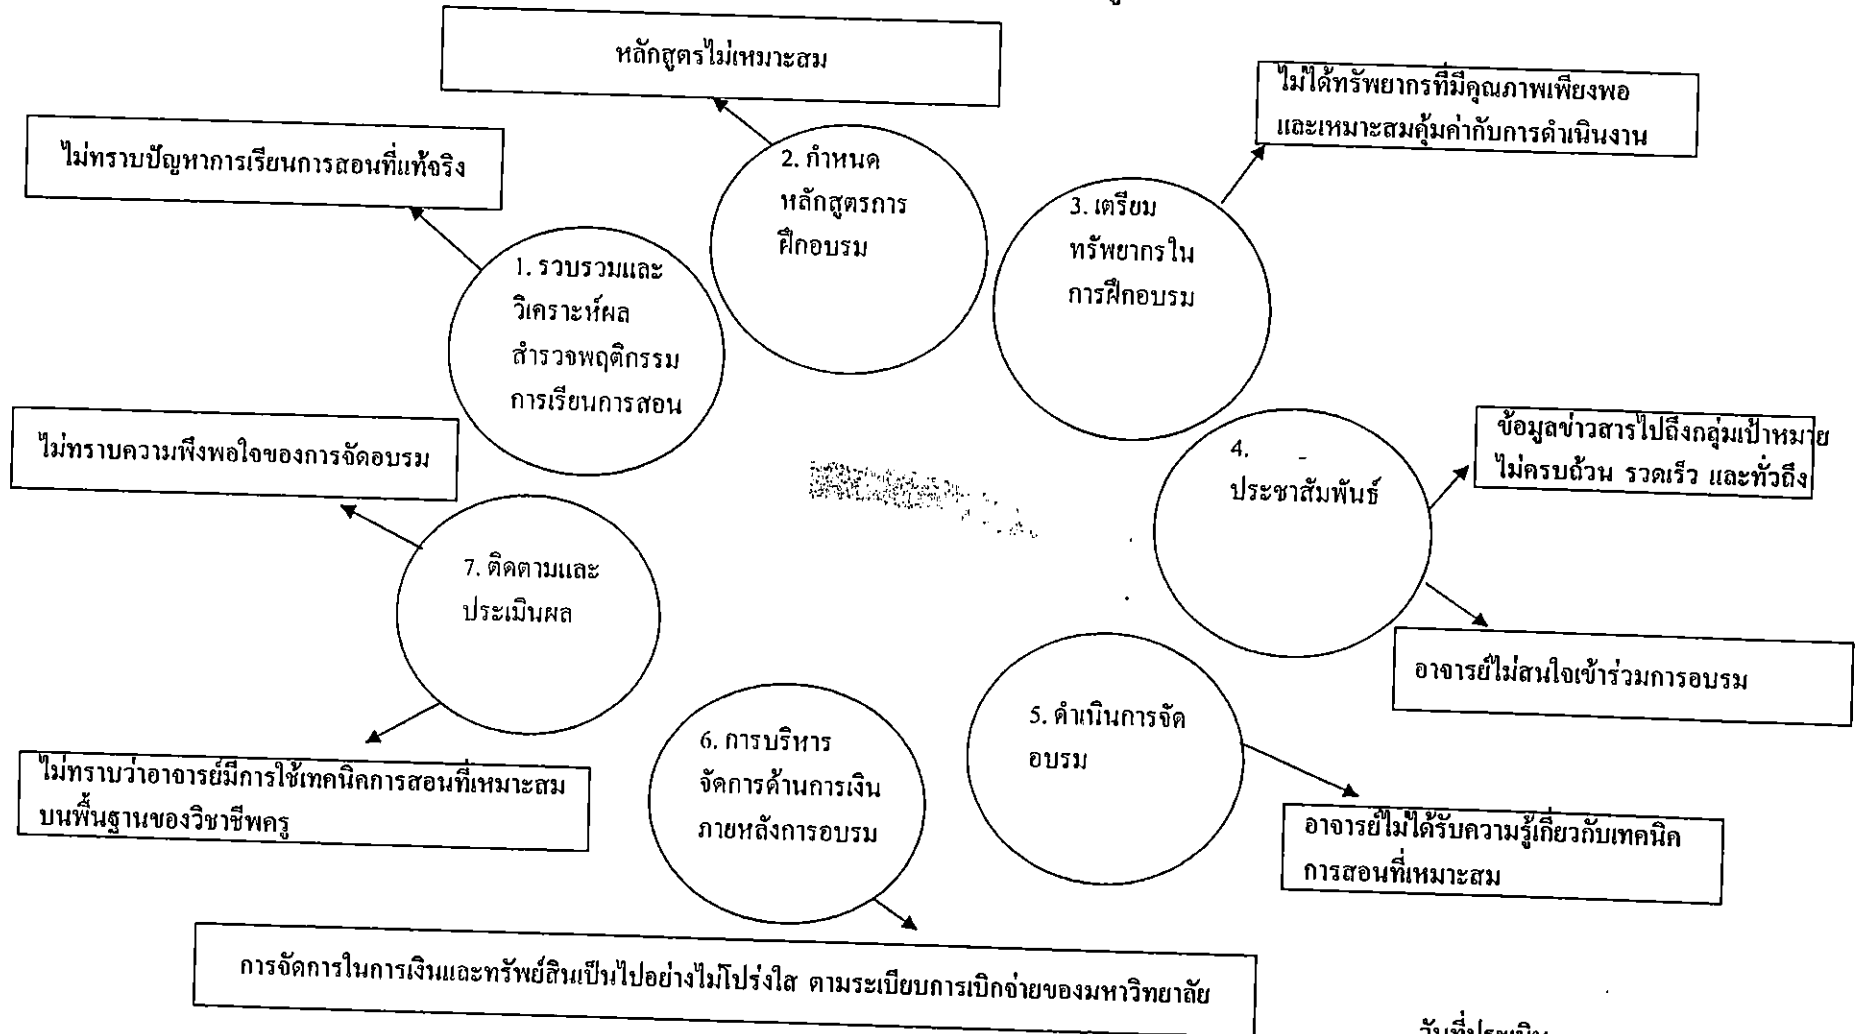 หลักสูตรไม่เหมาะสม
ไม่ได้ทรัพยากรที่มีคุณภาพเพียงพอ
และเหมาะสมคุ้มค่ากับการดำเนินงาน
ไม่ทราบปัญหาการเรียนการสอนที่แท้จริง
1. รวบรวมและ
วิเคราะห์ผล
สำรวจพฤติกรรม
การเรียนการสอน
2. กำหนด
หลักสูตรการ
ฝึกอบรม
3. เตรียม
ทรัพยากรใน
การฝึกอบรม
4.
ประชาสัมพันธ์
ข้อมูลข่าวสารไปถึงกลุ่มเป้าหมาย
ไม่ครบถ้วน รวดเร็ว และทั่วถึง
อาจารย์ไม่สนใจเข้าร่วมการอบรม
5. ดำเนินการจัด
อบรม
อาจารย์ไม่ได้รับความรู้เกี่ยวกับเทคนิค
การสอนที่เหมาะสม
6. การบริหาร
จัดการด้านการเงิน
ภายหลังการอบรม
การจัดการในการเงินและทรัพย์สินเป็นไปอย่างไม่โปร่งใส ตามระเบียบการเบิกจ่ายของมหาวิทยาลัย
7. ติดตามและ
ประเมินผล
ไม่ทราบความพึงพอใจของการจัดอบรม
ไม่ทราบว่าอาจารย์มีการใช้เทคนิคการสอนที่เหมาะสม
บนพื้นฐานของวิชาชีพครู
วันที่ประเมิน